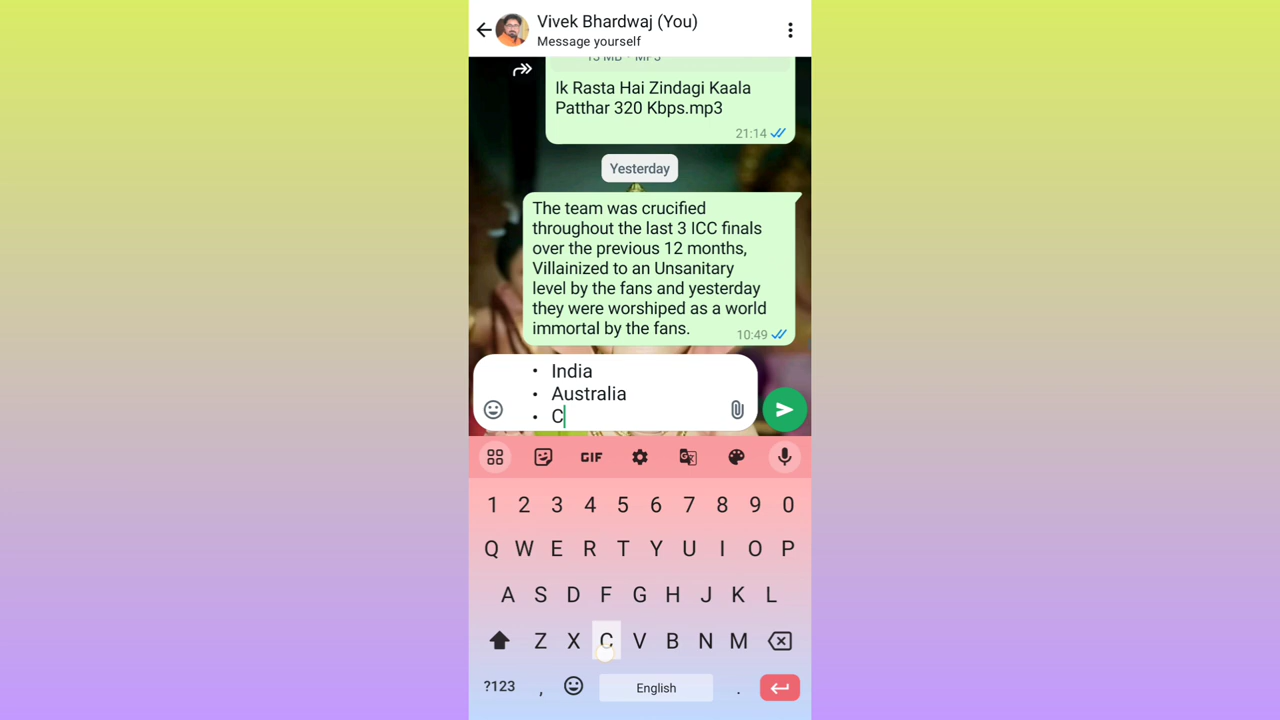 Vivek Bhardwaj (You)
Message yourself
13 MB • MP3
Ik Rasta Hai Zindagi Kaala
Patthar 320 Kbps.mp3
21:14
Yesterday
The team was crucified
throughout the last 3 ICC finals
over the previous 12 months,
Villainized to an Unsanitary
level by the fans and yesterday
they were worshiped as a world
immortal by the fans.
10:49
• India
• Australia
• C
GIF
1 2 3 4 5 6 7 8 9 0
Q W E R T Y U I O P
A S D F G H J K L
Z X C V B N M
?123 , English .